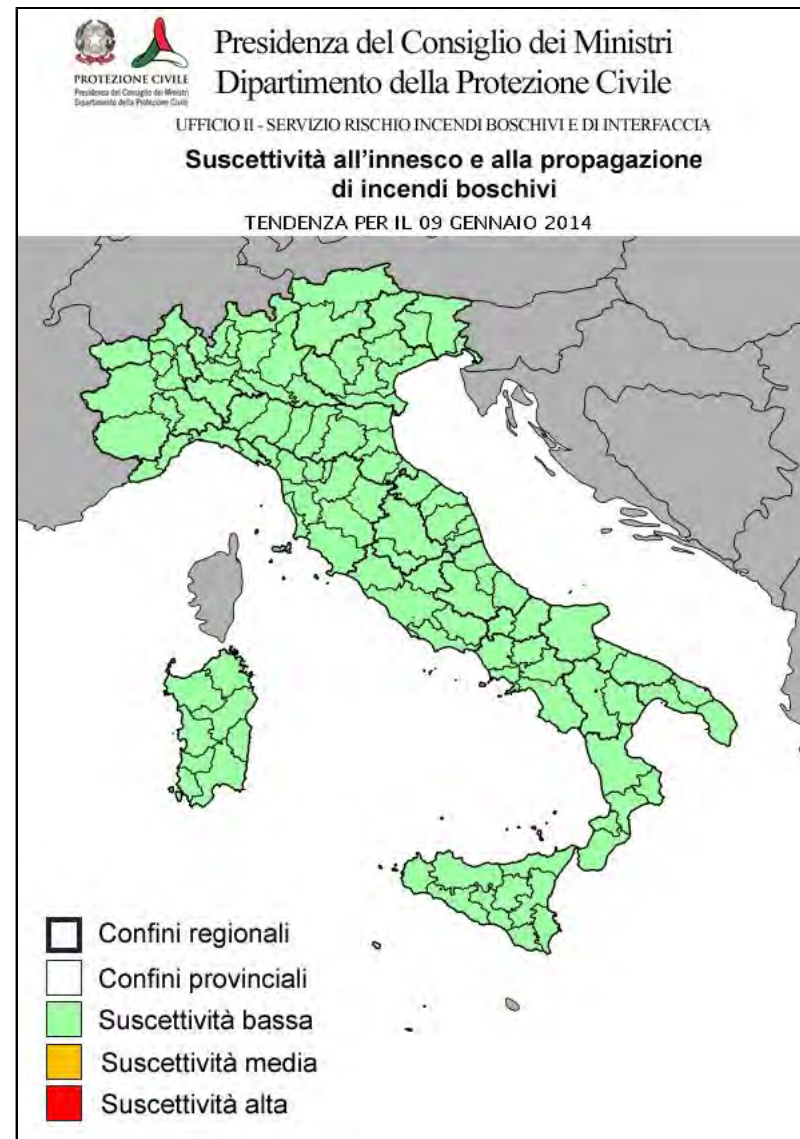 Presidenza del Consiglio dei Ministri
Dipartimento della Protezione Civile
PROTEZIONE CIVILE
Presidenza del Consiglio dei Ministri
Dipartimento della Protezione Civile
UFFICIO II - SERVIZIO RISCHIO INCENDI BOSCHIVI E DI INTERFACCIA
Suscettività all'innesco e alla propagazione
di incendi boschivi
TENDENZA PER IL 09 GENNAIO 2014
Confini regionali
Confini provinciali
Suscettività bassa
Suscettività media
Suscettività alta